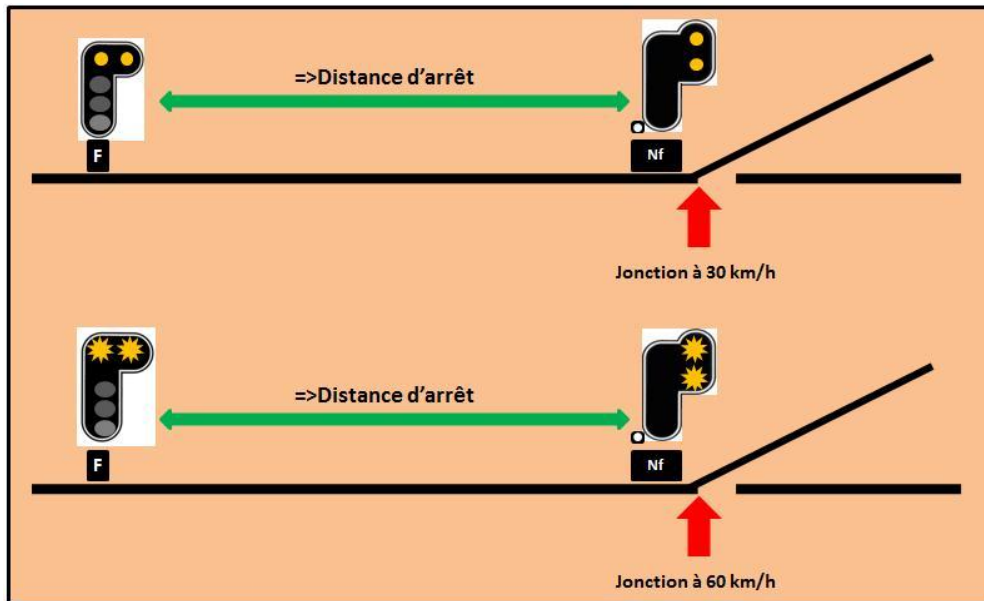 =>Distance d’arrêt
F
Nf
Jonction à 30 km/h
=>Distance d’arrêt
F
Nf
Jonction à 60 km/h